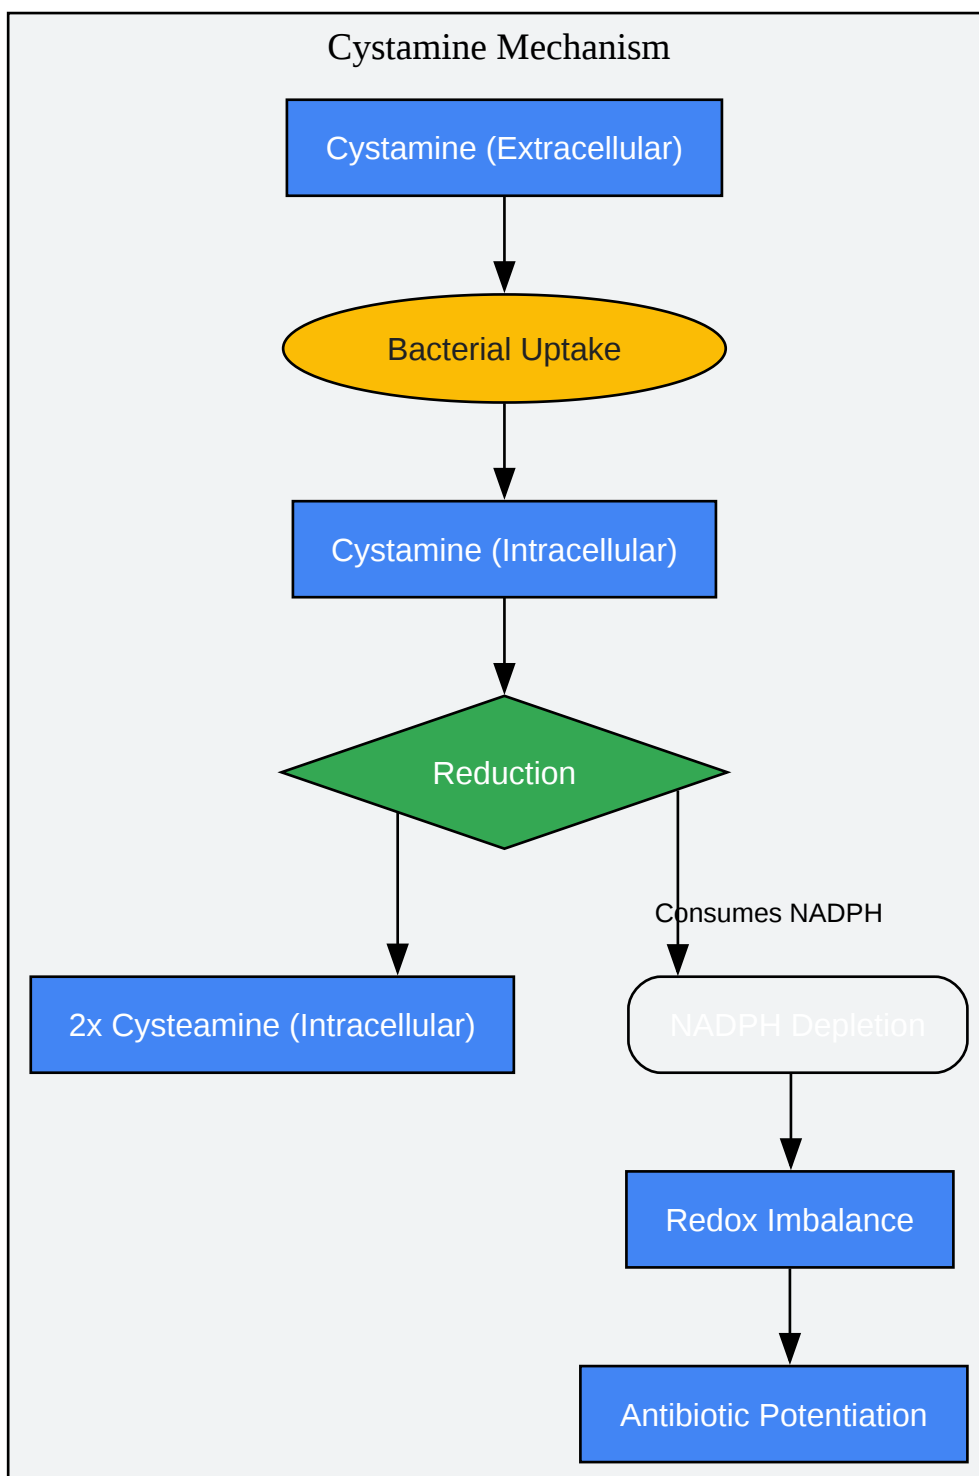 Cystamine Mechanism
Cystamine (Extracellular)
Bacterial Uptake
Cystamine (Intracellular)
Reduction
Consumes NADPH
2x Cysteamine (Intracellular)
NADPH Depletion
Redox Imbalance
Antibiotic Potentiation